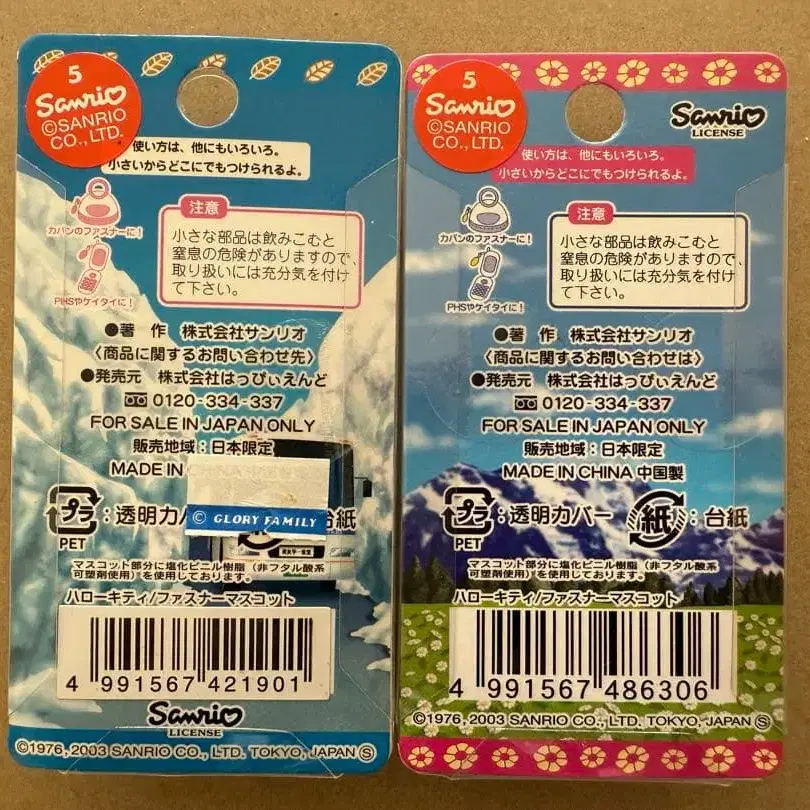 5
Sanrio
©SANRIO
CO., LTD.
使い方は、他にもいろいろ。
小さいからどこにでもつけられるよ。
カバンのファスナーに!
PHSやケイタイに!
注意
小さな部品は飲みこむと
窒息の危険がありますので、
取り扱いには充分気を付け
て下さい。
●著 作 株式会社サンリオ
〈商品に関するお問い合わせ先〉
●発売元 株式会社はっぴぃえんど
0120-334-337
FOR SALE IN JAPAN ONLY
販売地域:日本限定
MADE IN
© GLORY FAMILY
プラ
PET
:透明カバ
台紙
マスコット部分に塩化ビニル樹脂(非フタル酸系
可塑剤使用)を使用しております。
ハローキティ/ファスナーマスコット
4 991567 421901
Sanrio
LICENSE
©1976, 2003 SANRIO CO., LTD. TOKYO, JAPAN Ⓢ
5
Sanrio
©SANRIO
CO., LTD.
Sanrio
LICENSE
使い方は、他にもいろいろ。
小さいからどこにでもつけられるよ。
カバンのファスナーに!
PHSやケイタイに!
注意
小さな部品は飲みこむと
窒息の危険がありますので、
取り扱いには充分気を付け
て下さい。
●著 作 株式会社サンリオ
〈商品に関するお問い合わせは〉
●発売元 株式会社はっぴぃえんど
0120-334-337
FOR SALE IN JAPAN ONLY
販売地域:日本限定
MADE IN CHINA 中国製
プラ
PET
:透明カバー
紙
:台紙
マスコット部分に塩化ビニル樹脂(非フタル酸系
可塑剤使用)を使用しております。
ハローキティ/ファスナーマスコット
4 991567 486306
©1976, 2003 SANRIO CO., LTD. TOKYO, JAPAN Ⓢ